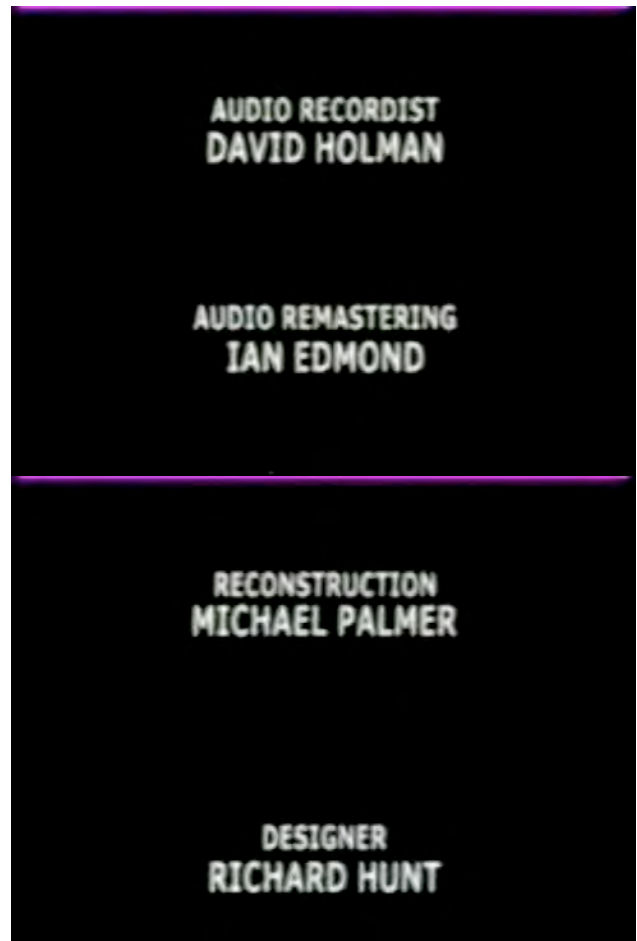 AUDIO RECORDIST
DAVID HOLMAN
AUDIO REMASTERING
IAN EDMOND
RECONSTRUCTION
MICHAEL PALMER
DESIGNER
RICHARD HUNT